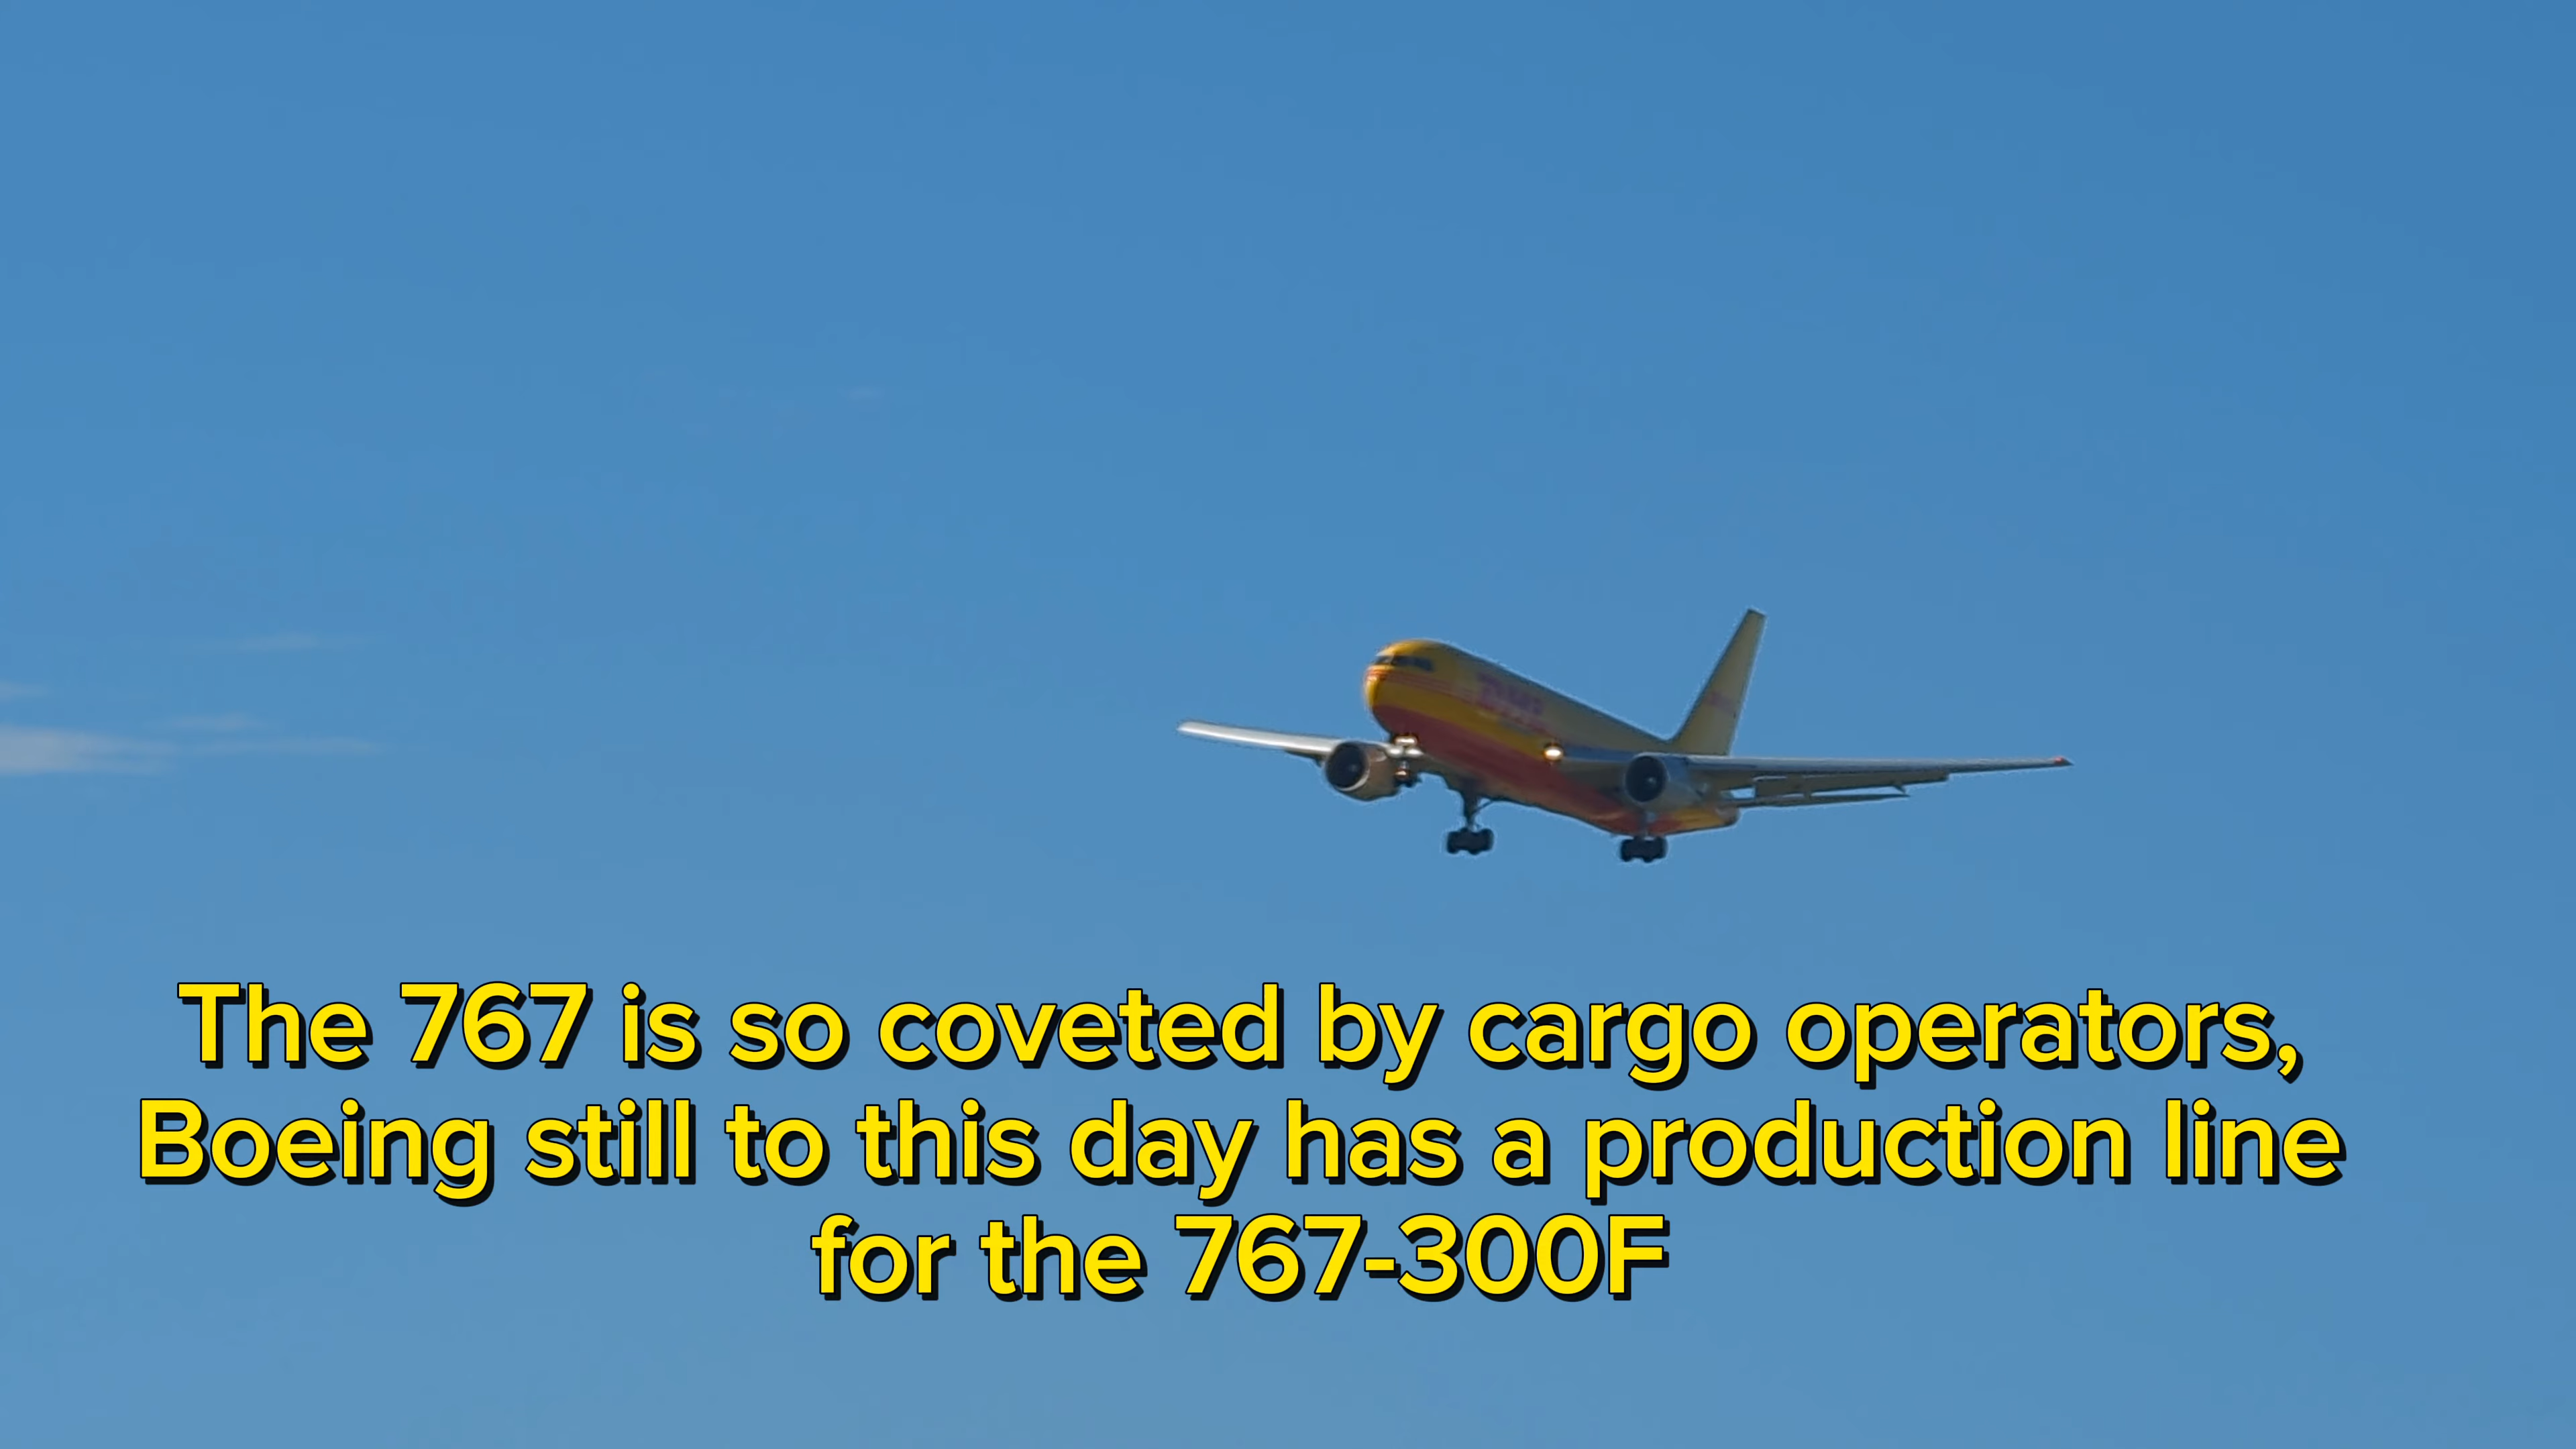 The 767 is so coveted by cargo operators,
Boeing still to this day has a production line
for the 767-300F